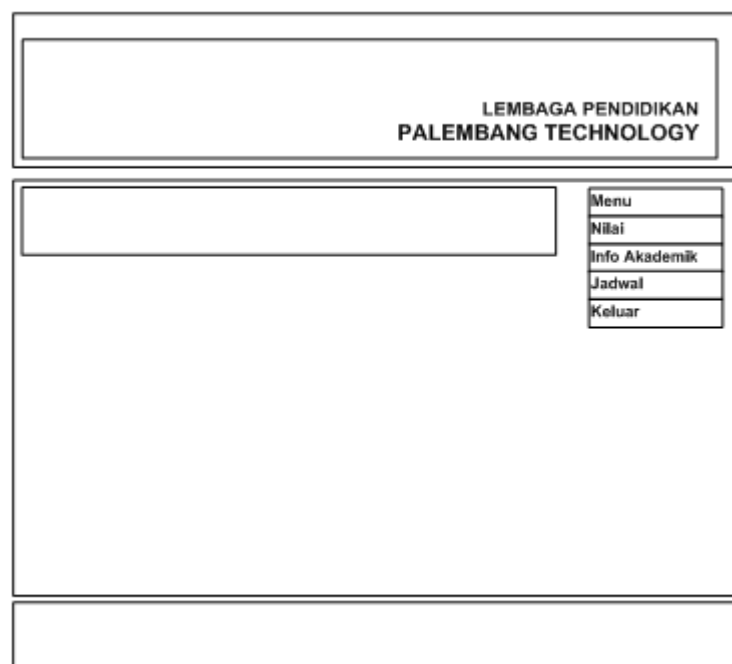 LEMBAGA PENDIDIKAN
PALEMBANG TECHNOLOGY
Menu
Nilai
Info Akademik
Jadwal
Keluar